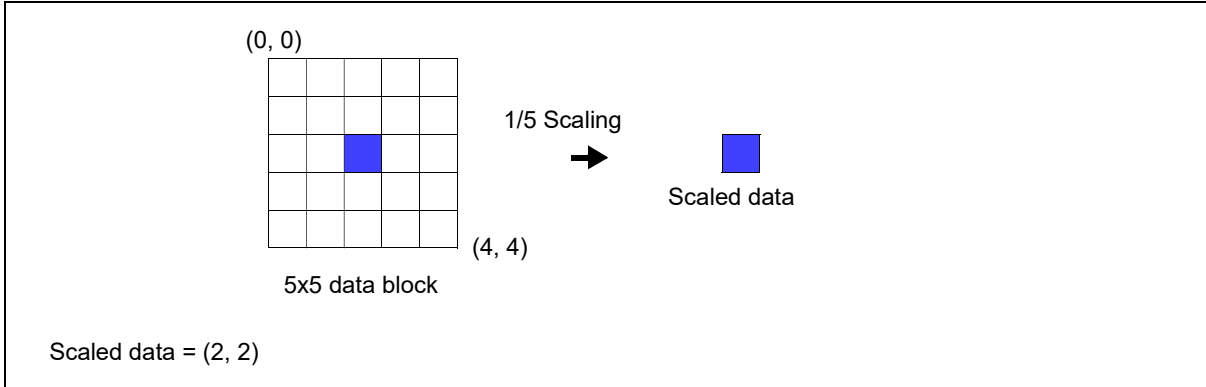 (0, 0)
1/5 Scaling
Scaled data
(4, 4)
5x5 data block
Scaled data = (2, 2)